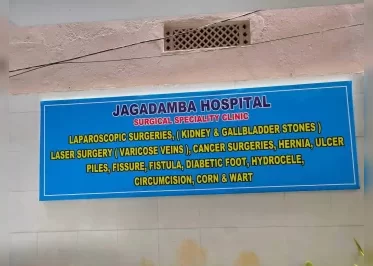 JAGADAMBA HOSPITAL
SURGICAL SPECIALITY CLINIC
LAPAROSCOPIC SURGERIES, ( KIDNEY & GALLBLADDER STONES )
LASER SURGERY ( VARICOSE VEINS ), CANCER SURGERIES, HERNIA, ULCER
PILES, FISSURE, FISTULA, DIABETIC FOOT, HYDROCELE,
CIRCUMCISION, CORN & WART